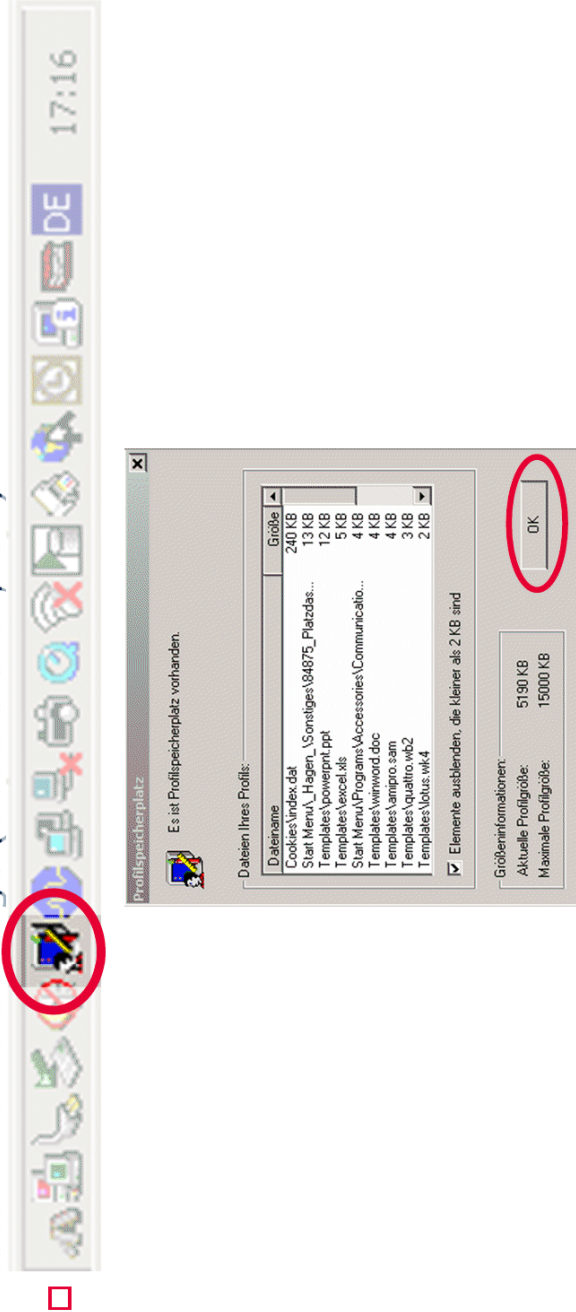 17:16
DE
Profilspeicherplatz
Es ist Profilspeicherplatz vorhanden.
Dateien Ihres Profils:
Dateiname Größe
Cookies\index.dat 240 KB
Start Menu\_Hagen_\Sonstiges\84875_Platzdas... 13 KB
Templates\powerpnt.ppt 12 KB
Templates\excel.xls 5 KB
Start Menu\Programs\Accessories\Communicatio... 4 KB
Templates\winword.doc 4 KB
Templates\amipro.sam 4 KB
Templates\quattro.wb2 3 KB
Templates\lotus.wk4 2 KB
Elemente ausblenden, die kleiner als 2 KB sind
Größeninformationen:
Aktuelle Profilgröße: 5190 KB
Maximale Profilgröße: 15000 KB
OK